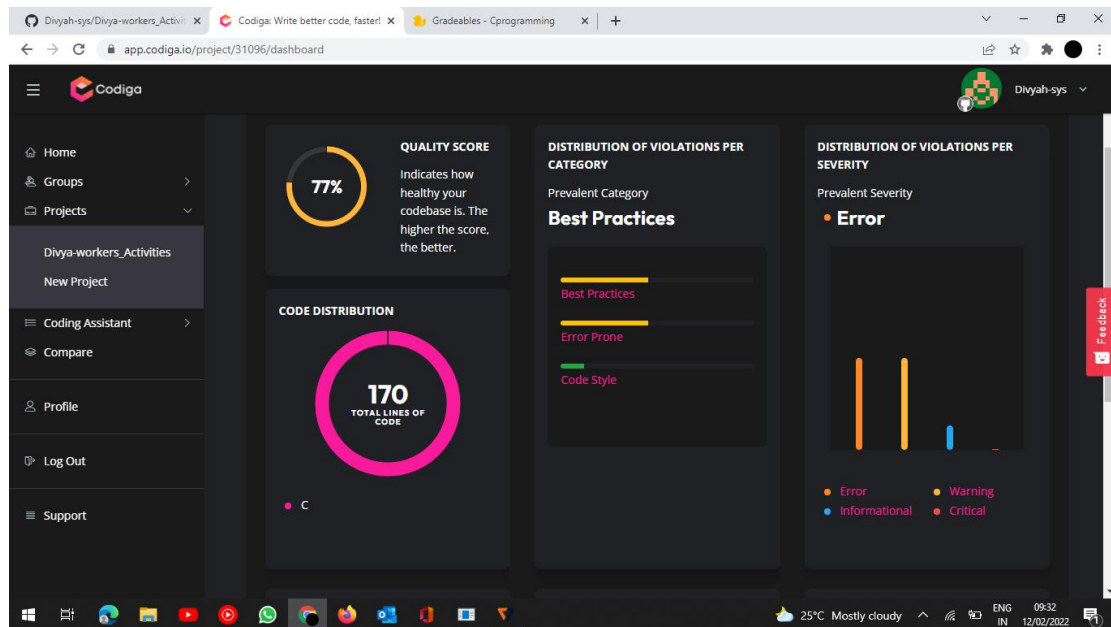 Divyah-sys/Divya-workers_Activit
Codiga: Write better code, faster!
Gradeables - Cprogramming
app.codiga.io/project/31096/dashboard
Codiga
Divyah-sys
Home
Groups
Projects
Divya-workers_Activities
New Project
Coding Assistant
Compare
Profile
Log Out
Support
77%
QUALITY SCORE
Indicates how
healthy your
codebase is. The
higher the score,
the better.
CODE DISTRIBUTION
170
TOTAL LINES OF
CODE
C
DISTRIBUTION OF VIOLATIONS PER
CATEGORY
Prevalent Category
Best Practices
Best Practices
Error Prone
Code Style
DISTRIBUTION OF VIOLATIONS PER
SEVERITY
Prevalent Severity
Error
Error
Warning
Informational
Critical
Feedback
25°C Mostly cloudy
ENG
IN
09:32
12/02/2022
1